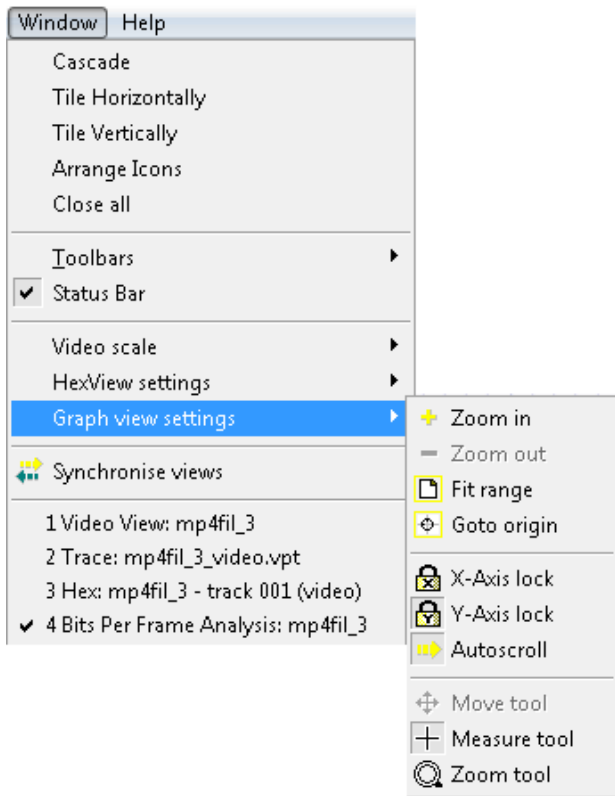 Window Help
Cascade
Tile Horizontally
Tile Vertically
Arrange Icons
Close all
Toolbars
Status Bar
Video scale
HexView settings
Graph view settings
Synchronise views
1 Video View: mp4fil_3
2 Trace: mp4fil_3_video.vpt
3 Hex: mp4fil_3 - track 001 (video)
4 Bits Per Frame Analysis: mp4fil_3
Zoom in
Zoom out
Fit range
Goto origin
X-Axis lock
Y-Axis lock
Autoscroll
Move tool
Measure tool
Zoom tool